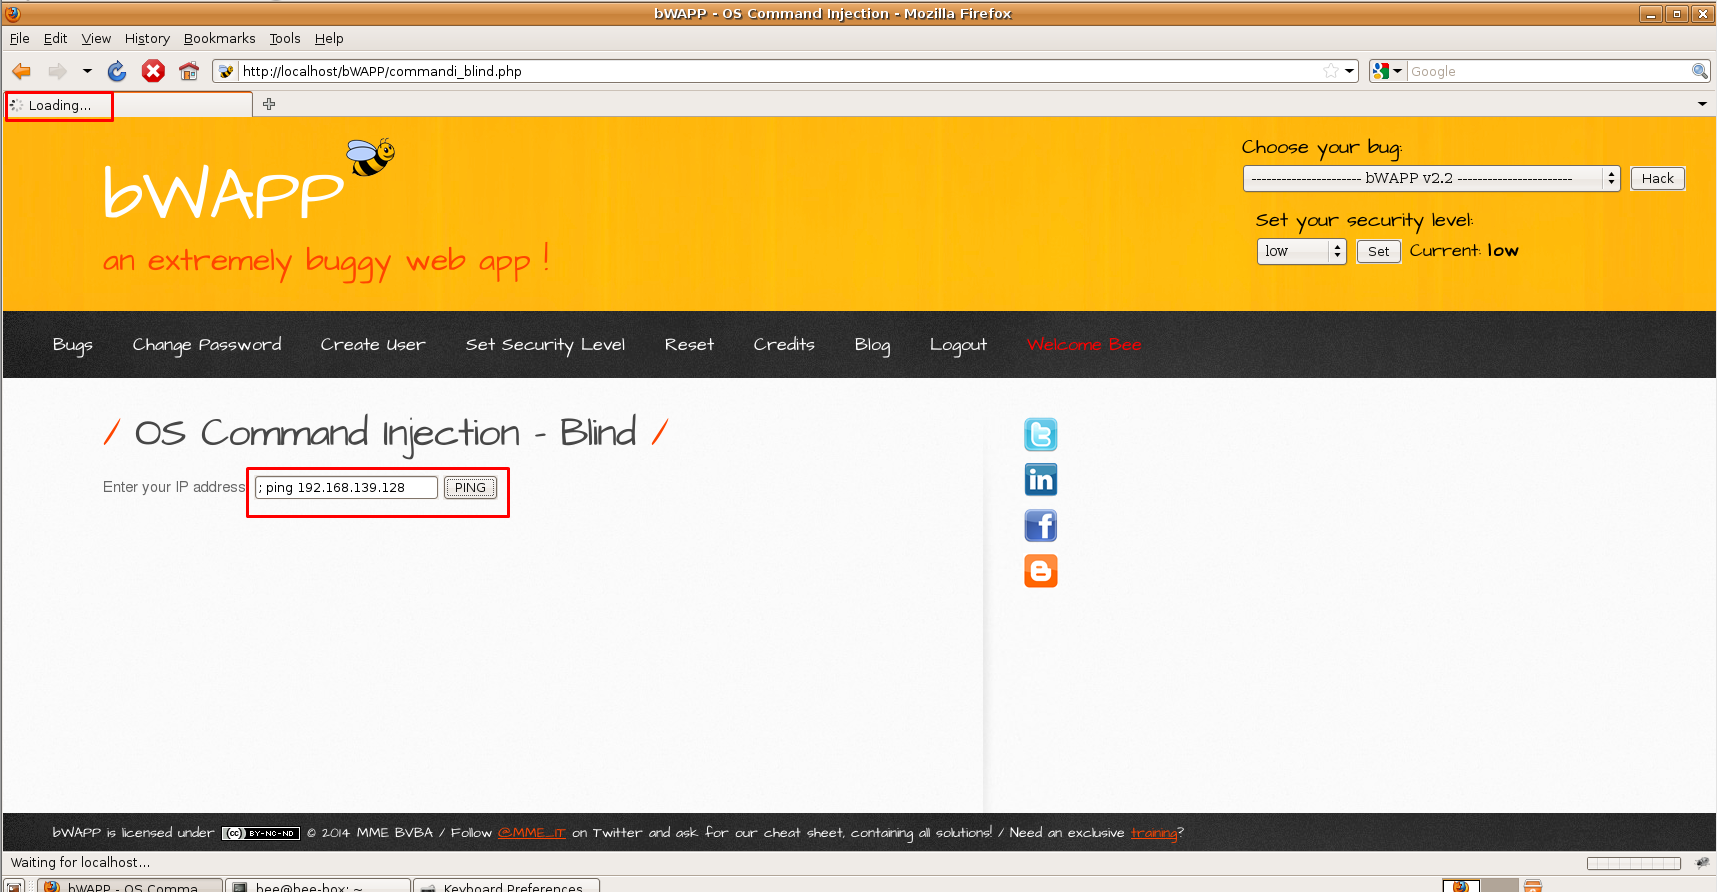 bWAPP - OS Command Injection - Mozilla Firefox
File Edit View History Bookmarks Tools Help
http://localhost/bWAPP/commandi_blind.php
Google
Loading...
bWAPP
an extremely buggy web app !
Choose your bug:
---------------------- bWAPP v2.2 -----------------------
Hack
Set your security level:
low
Set
Current: low
Bugs Change Password Create User Set Security Level Reset Credits Blog Logout Welcome Bee
/ OS Command Injection - Blind /
Enter your IP address
; ping 192.168.139.128
PING
bWAPP is licensed under (cc) BY-NC-ND © 2014 MME BVBA / Follow @MME_IT on Twitter and ask for our cheat sheet, containing all solutions! / Need an exclusive training?
Waiting for localhost...
bWAPP - OS Comma
bee@bee-box: ~
Keyboard Preferences